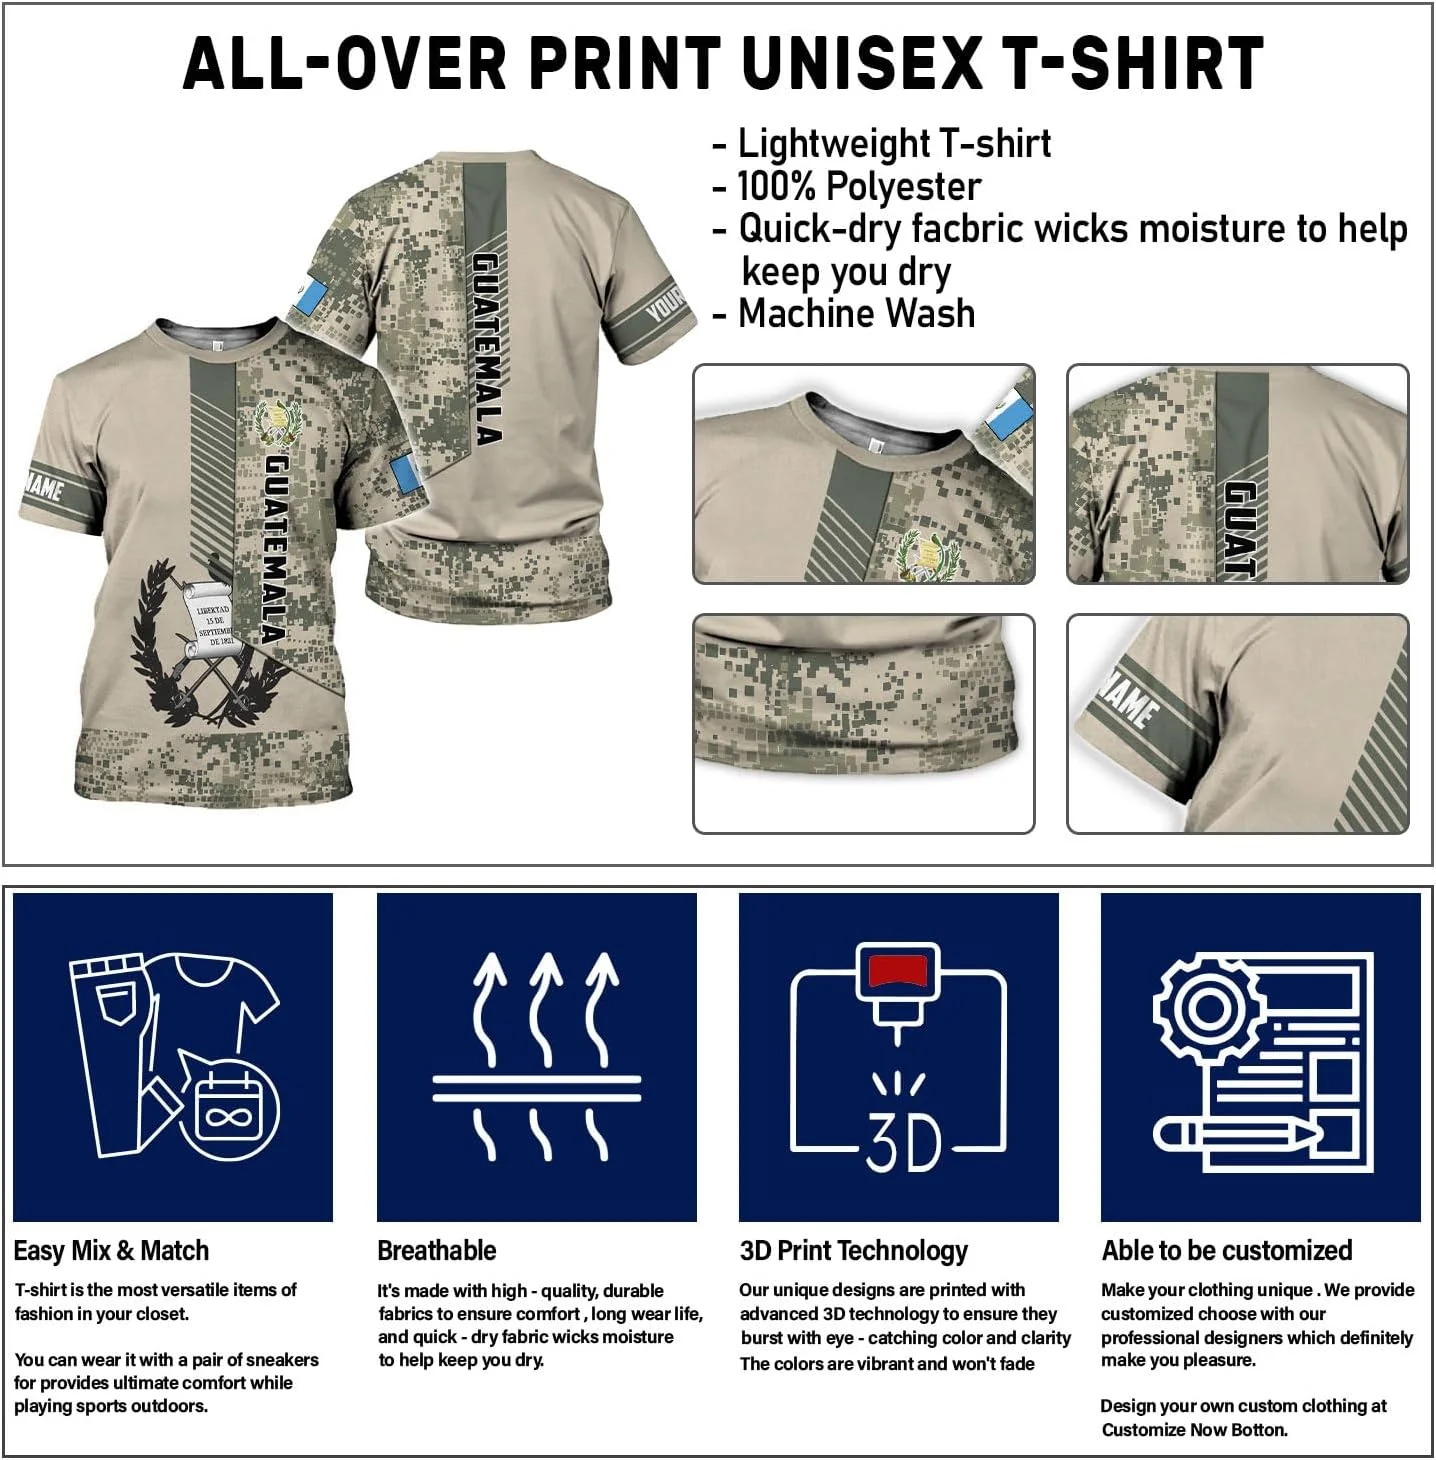 ALL-OVER PRINT UNISEX T-SHIRT
- Lightweight T-shirt
- 100% Polyester
- Quick-dry facbric wicks moisture to help
keep you dry
- Machine Wash
GUATEMALA
YOUR
NAME
GUATEMALA
LIBERTAD
15 DE
SEPTIEMB
DE 1821
GUAT
NAME
3D
Easy Mix & Match
T-shirt is the most versatile items of
fashion in your closet.
You can wear it with a pair of sneakers
for provides ultimate comfort while
playing sports outdoors.
Breathable
It's made with high - quality, durable
fabrics to ensure comfort , long wear life,
and quick - dry fabric wicks moisture
to help keep you dry.
3D Print Technology
Our unique designs are printed with
advanced 3D technology to ensure they
burst with eye - catching color and clarity
The colors are vibrant and won't fade
Able to be customized
Make your clothing unique . We provide
customized choose with our
professional designers which definitely
make you pleasure.
Design your own custom clothing at
Customize Now Botton.